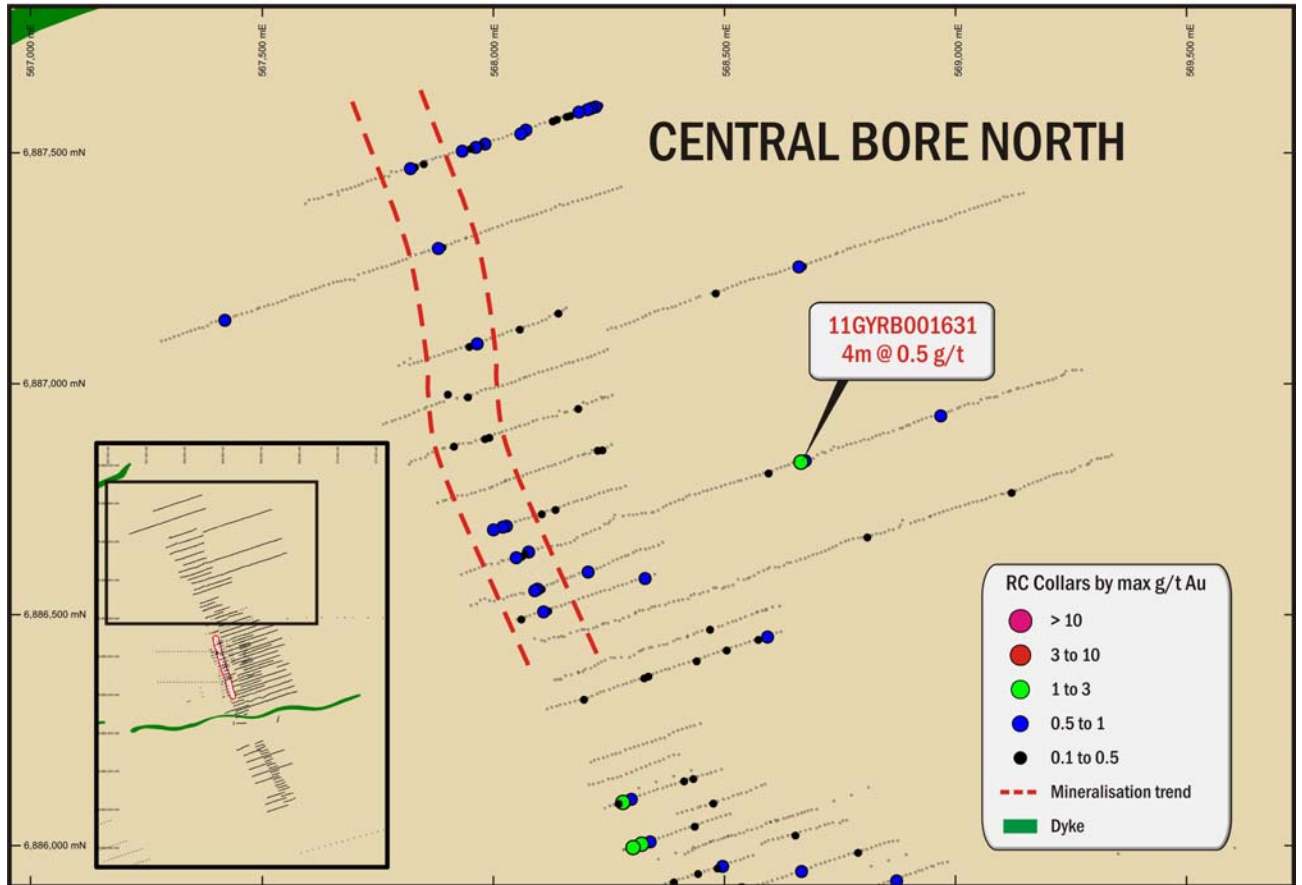 567,000 mE
567,500 mE
568,000 mE
568,500 mE
569,000 mE
569,500 mE
CENTRAL BORE NORTH
6,887,500 mN
6,887,000 mN
6,886,500 mN
6,886,000 mN
11GYRB001631
4m @ 0.5 g/t
RC Collars by max g/t Au
> 10
3 to 10
1 to 3
0.5 to 1
0.1 to 0.5
Mineralisation trend
Dyke